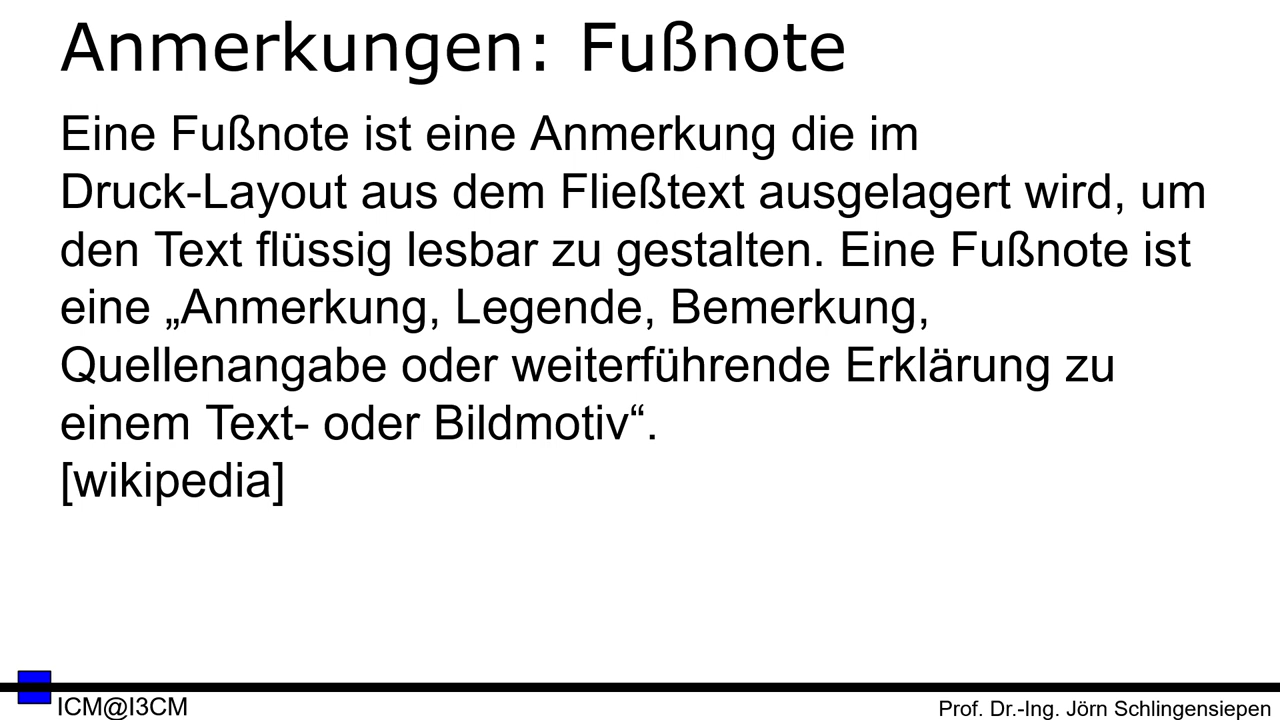 Anmerkungen: Fußnote
Eine Fußnote ist eine Anmerkung die im
Druck-Layout aus dem Fließtext ausgelagert wird, um
den Text flüssig lesbar zu gestalten. Eine Fußnote ist
eine „Anmerkung, Legende, Bemerkung,
Quellenangabe oder weiterführende Erklärung zu
einem Text- oder Bildmotiv“.
[wikipedia]
ICM@I3CM
Prof. Dr.-Ing. Jörn Schlingensiepen